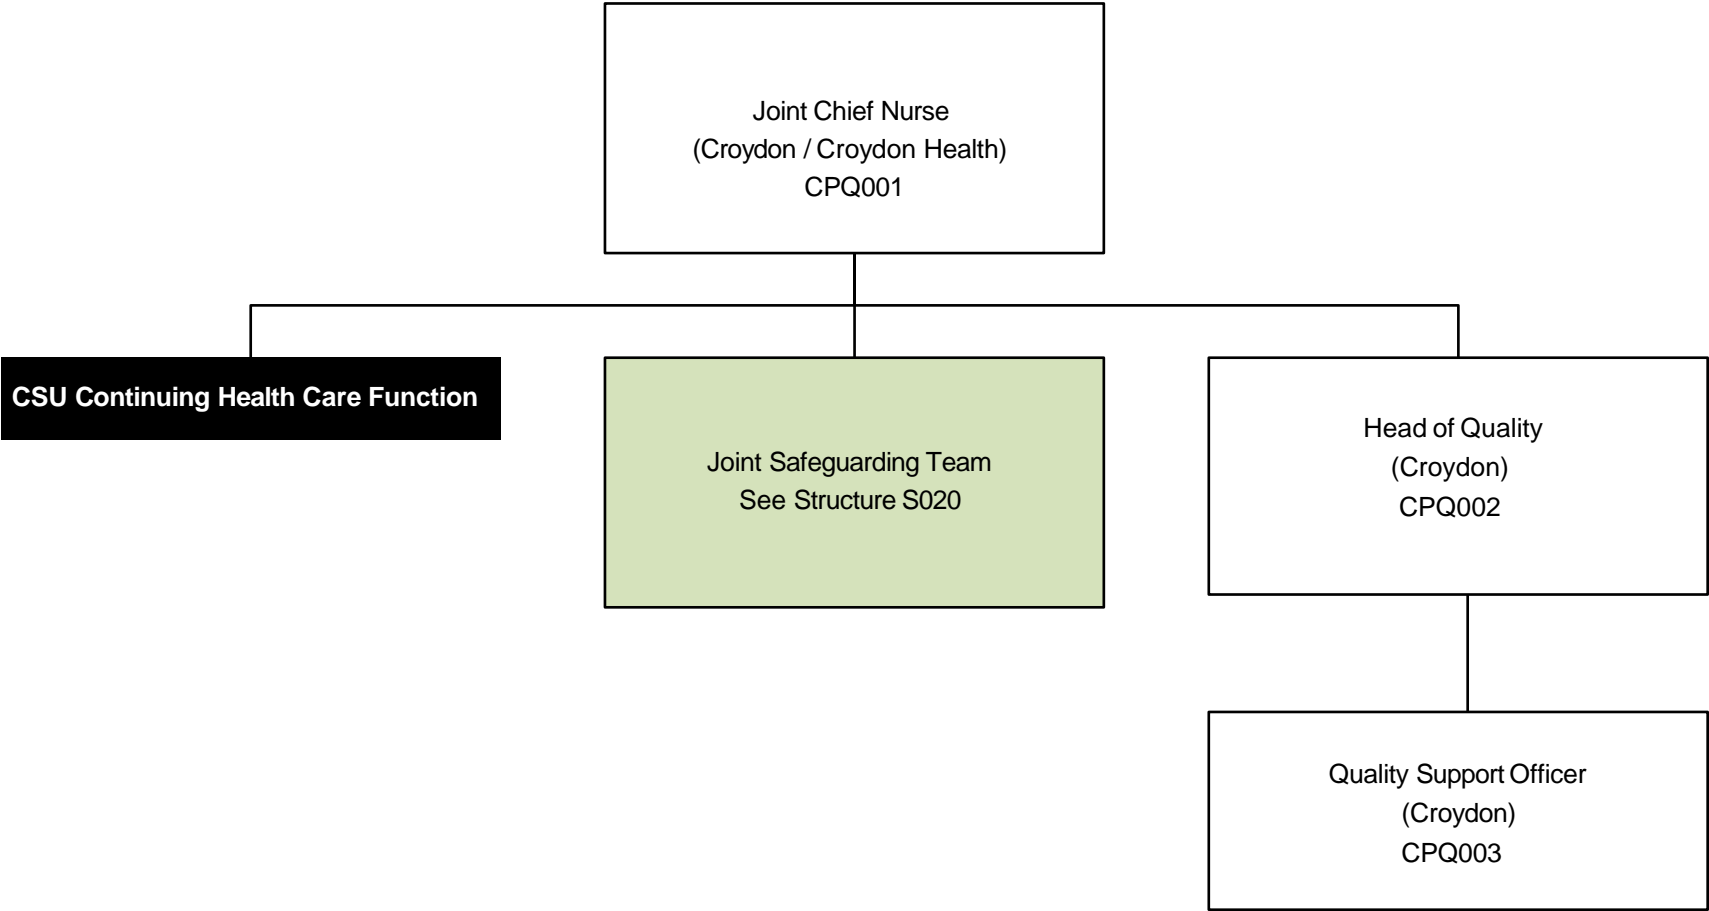 Joint Chief Nurse
(Croydon / Croydon Health)
CPQ001
CSU Continuing Health Care Function
Joint Safeguarding Team
See Structure S020
Head of Quality
(Croydon)
CPQ002
Quality Support Officer
(Croydon)
CPQ003